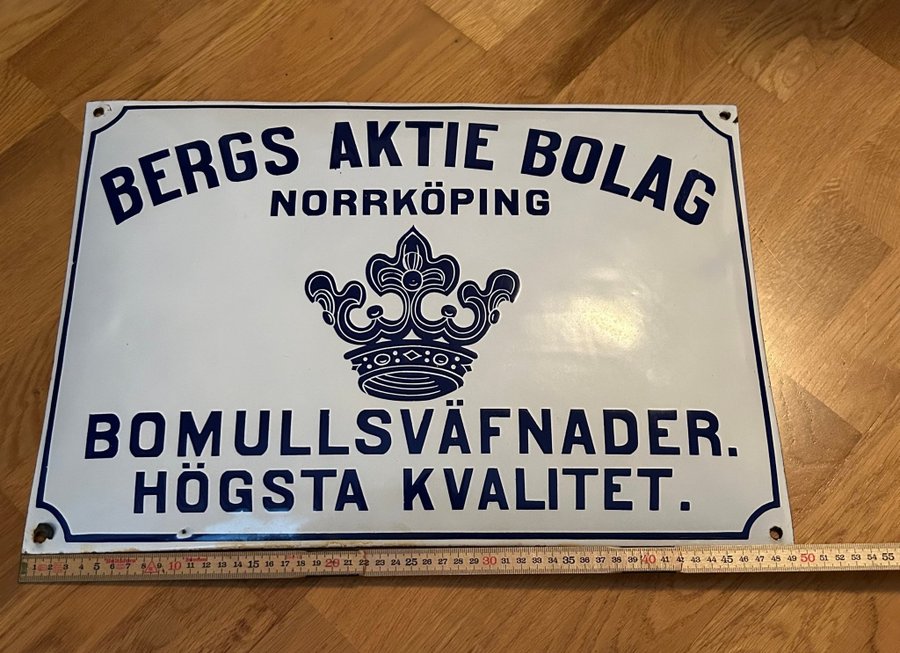 BERGS AKTIE BOLAG
NORRKÖPING
BOMULLSVÄFNADER.
HÖGSTA KVALITET.